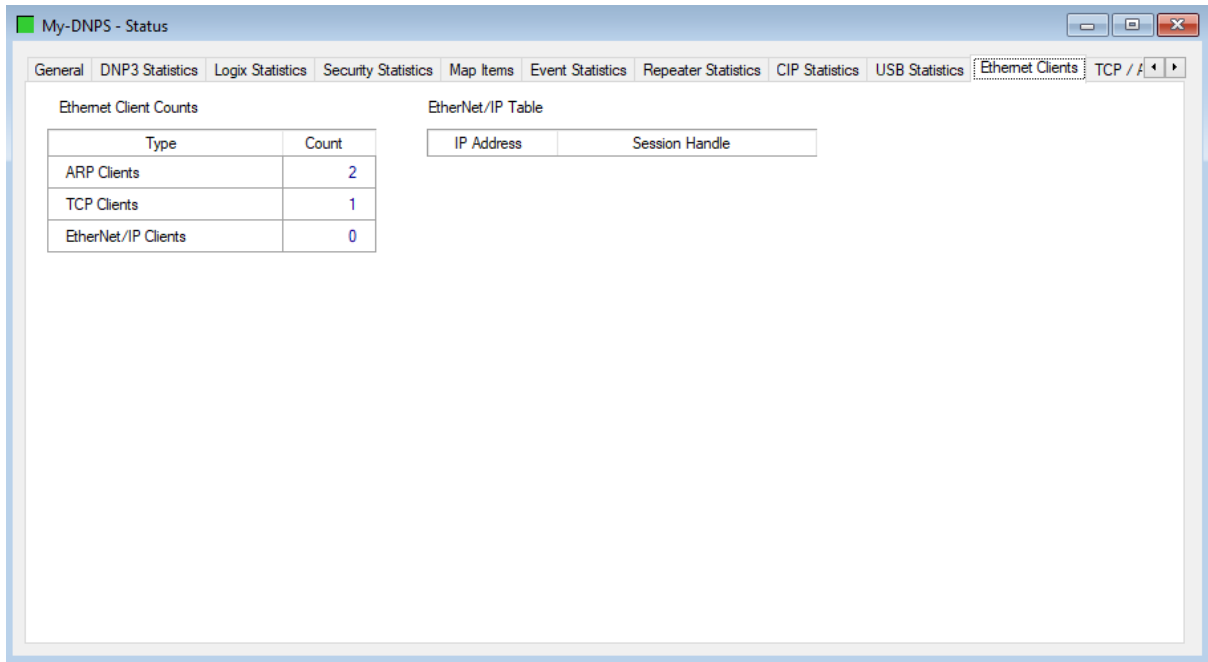 My-DNPS - Status
General DNP3 Statistics Logix Statistics Security Statistics Map Items Event Statistics Repeater Statistics CIP Statistics USB Statistics Ethernet Clients TCP /
Ethernet Client Counts EtherNet/IP Table
Type Count IP Address Session Handle
ARP Clients 2
TCP Clients 1
EtherNet/IP Clients 0